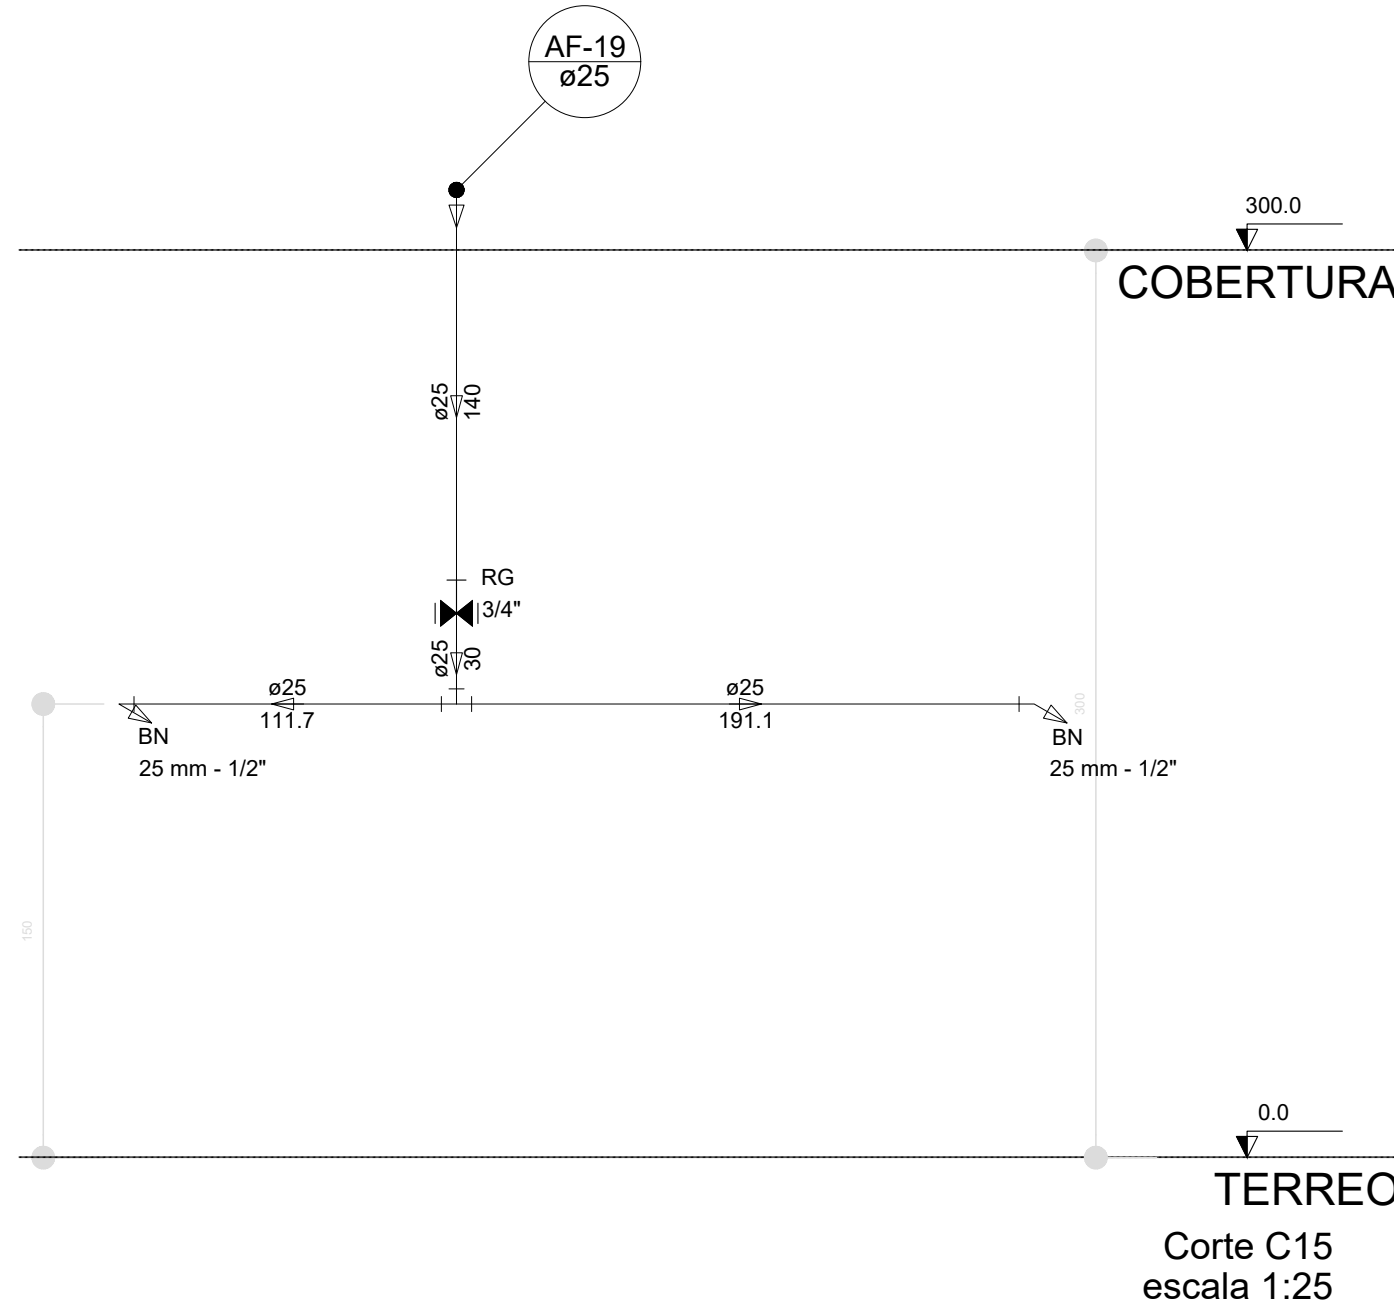 AF-19
ø25
300.0
COBERTURA
ø25
140
RG
3/4"
ø25
30
ø25
111.7
ø25
191.1
300
BN
25 mm - 1/2"
BN
25 mm - 1/2"
150
0.0
TERREO
Corte C15
escala 1:25